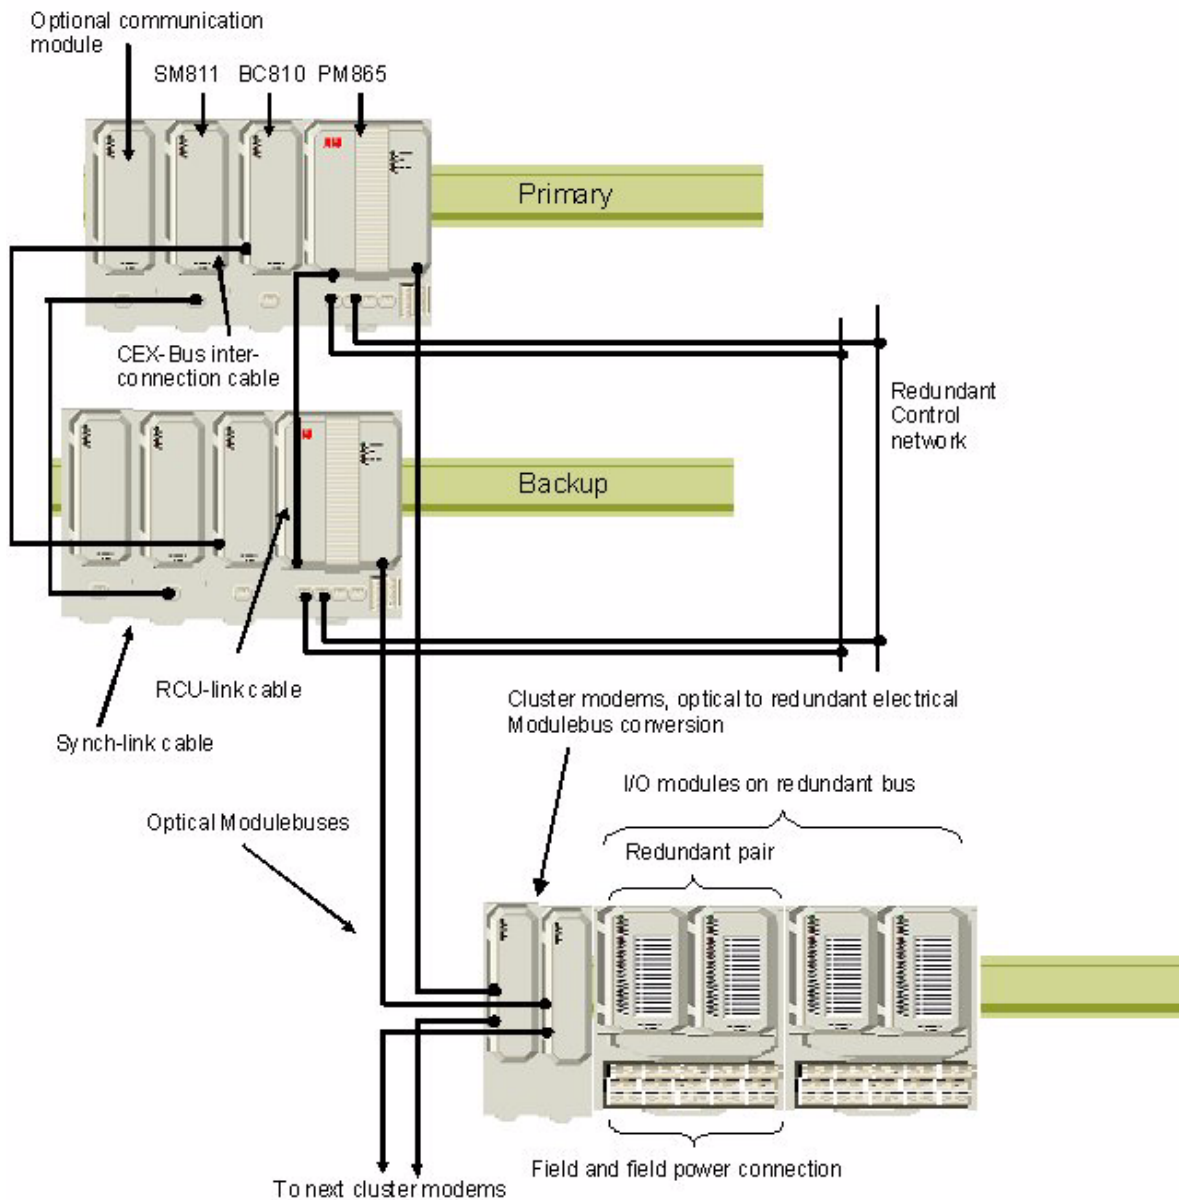 Optional communication
module
SM811 BC810 PM865
ABB
Primary
CEX-Bus inter-
connection cable
Redundant
Control
network
Backup
RCU-link cable
Synch-link cable
Cluster modems, optical to redundant electrical
Modulebus conversion
I/O modules on redundant bus
Optical Modulebuses
Redundant pair
Field and field power connection
To next cluster modems